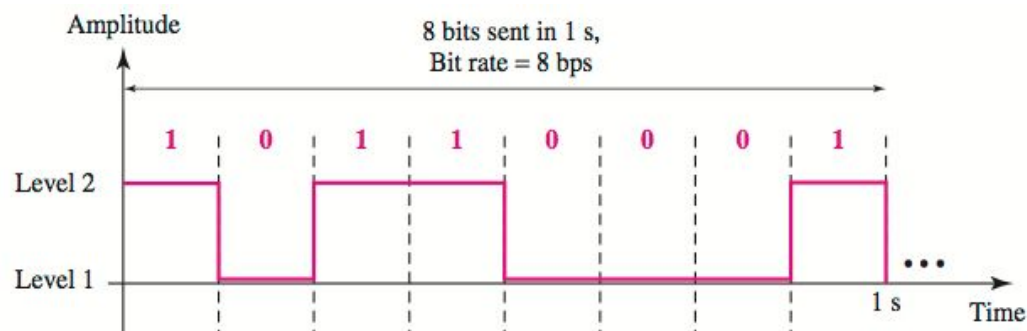 Amplitude
8 bits sent in 1 s,
Bit rate = 8 bps
1 0 1 1 0 0 0 1
Level 2
Level 1
...
1 s
Time